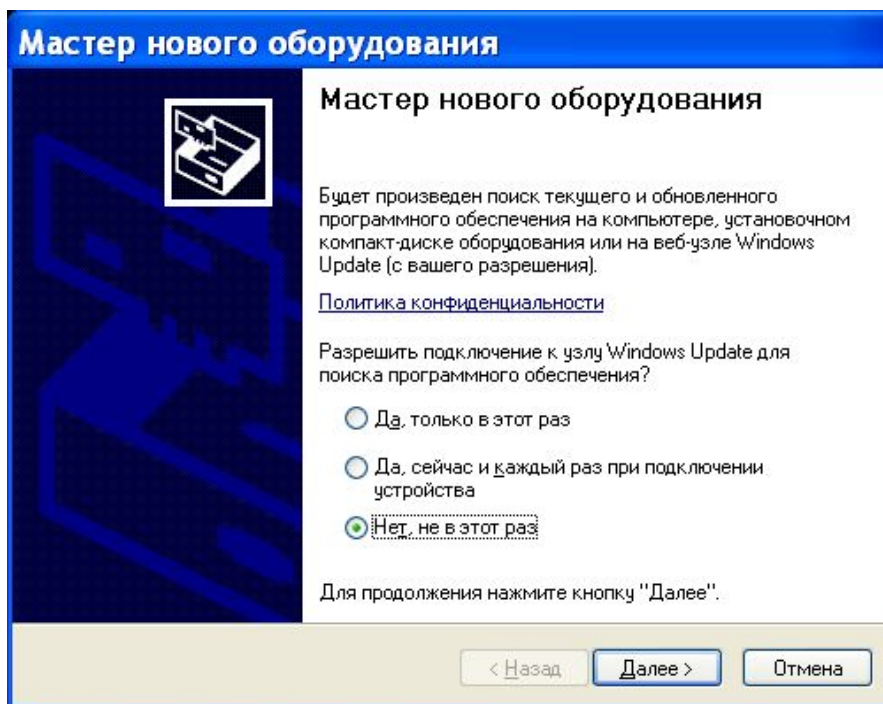 Мастер нового оборудования
Мастер нового оборудования
Будет произведен поиск текущего и обновленного
программного обеспечения на компьютере, установочном
компакт-диске оборудования или на веб-узле Windows
Update (с вашего разрешения).
Политика конфиденциальности
Разрешить подключение к узлу Windows Update для
поиска программного обеспечения?
Да, только в этот раз
Да, сейчас и каждый раз при подключении
устройства
Нет, не в этот раз
Для продолжения нажмите кнопку "Далее".
< Назад Далее > Отмена